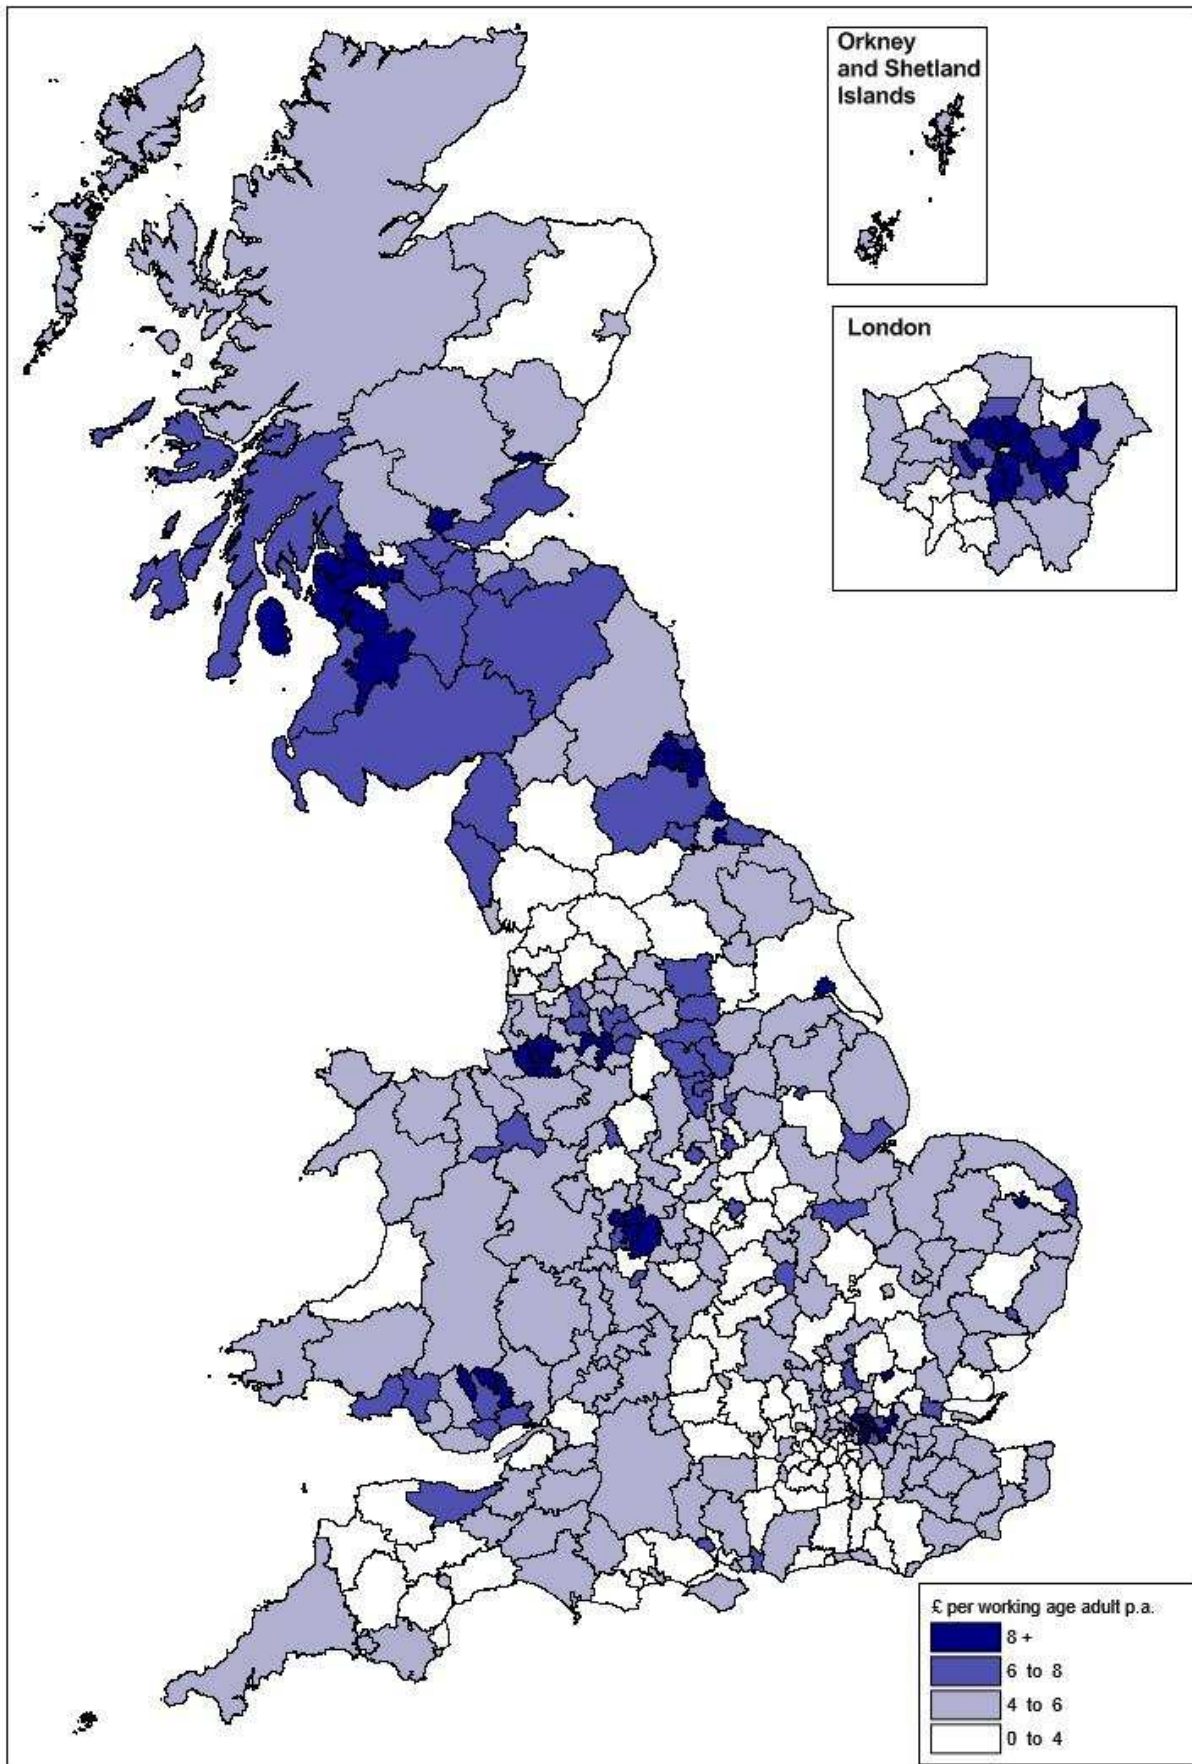 Orkney
and Shetland
Islands
London
£ per working age adult p.a.
8 +
6 to 8
4 to 6
0 to 4